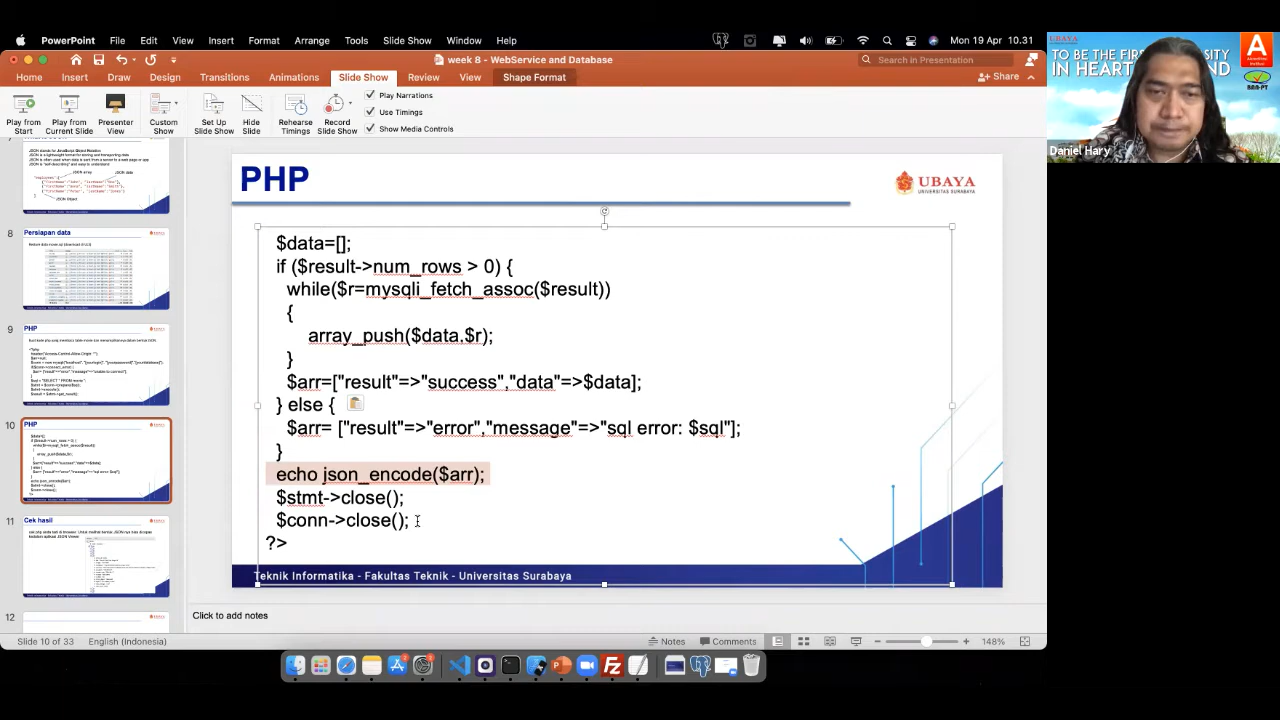 PowerPoint File Edit View Insert Format Arrange Tools Slide Show Window Help Mon 19 Apr 10.31
week 8 - WebService and Database
Search in Presentation
Home Insert Draw Design Transitions Animations Slide Show Review View Shape Format
Share
Play from Start
Play from Current Slide
Presenter View
Custom Show
Set Up Slide Show
Hide Slide
Rehearse Timings
Record Slide Show
Play Narrations
Use Timings
Show Media Controls
8
Persiapan data
9
PHP
10
PHP
11
Cek hasil
12
PHP
UBAYA
UNIVERSITAS SURABAYA
$data=[];
if ($result->num_rows > 0) {
while($r=mysqli_fetch_assoc($result))
{
array_push($data,$r);
}
$arr=["result"=>"success","data"=>$data];
} else {
$arr= ["result"=>"error","message"=>"sql error: $sql"];
}
echo json_encode($arr);
$stmt->close();
$conn->close();
?>
Teknik Informatika - Fakultas Teknik - Universitas Surabaya
Click to add notes
Slide 10 of 33 English (Indonesia) Notes Comments 148%
UBAYA
TO BE THE FIRST
IN HEART
Daniel Hary
A
BAN-PT